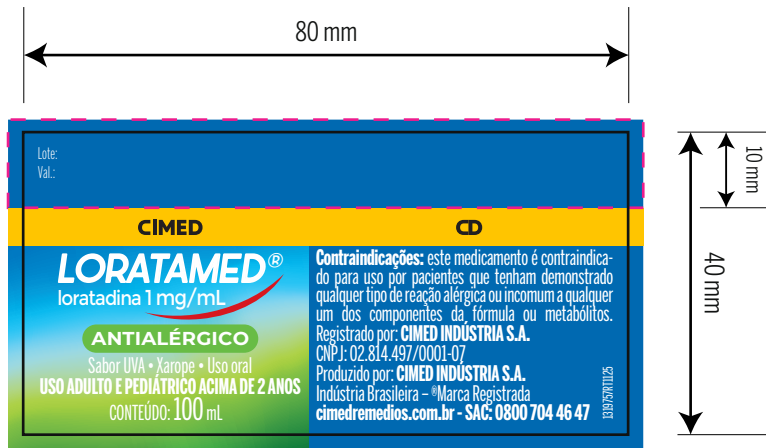 80 mm
10 mm
40 mm
Lote:
Val.:
CIMED
CD
LORATAMED®
loratadina 1 mg/mL
ANTIALÉRGICO
Sabor UVA • Xarope • Uso oral
USO ADULTO E PEDIÁTRICO ACIMA DE 2 ANOS
CONTEÚDO: 100 mL
Contraindicações: este medicamento é contraindica-
do para uso por pacientes que tenham demonstrado
qualquer tipo de reação alérgica ou incomum a qualquer
um dos componentes da fórmula ou metabólitos.
Registrado por: CIMED INDÚSTRIA S.A.
CNPJ: 02.814.497/0001-07
Produzido por: CIMED INDÚSTRIA S.A.
Indústria Brasileira – ®Marca Registrada
cimedremedios.com.br - SAC: 0800 704 46 47
1319757RT1125